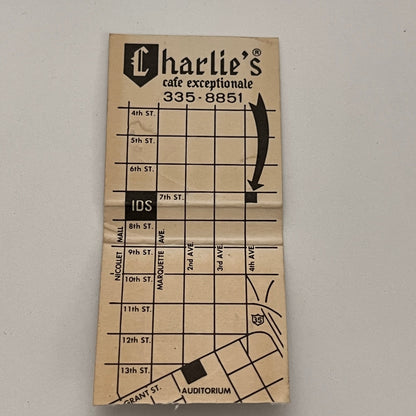 Charlie's®
cafe exceptionale
335-8851
4th ST.
5th ST.
6th ST.
IDS
7th ST.
8th ST.
NICOLLET MALL
MARQUETTE AVE.
2nd AVE.
3rd AVE.
4th AVE.
9th ST.
10th ST.
11th ST.
12th ST.
13th ST.
35
GRANT ST.
AUDITORIUM